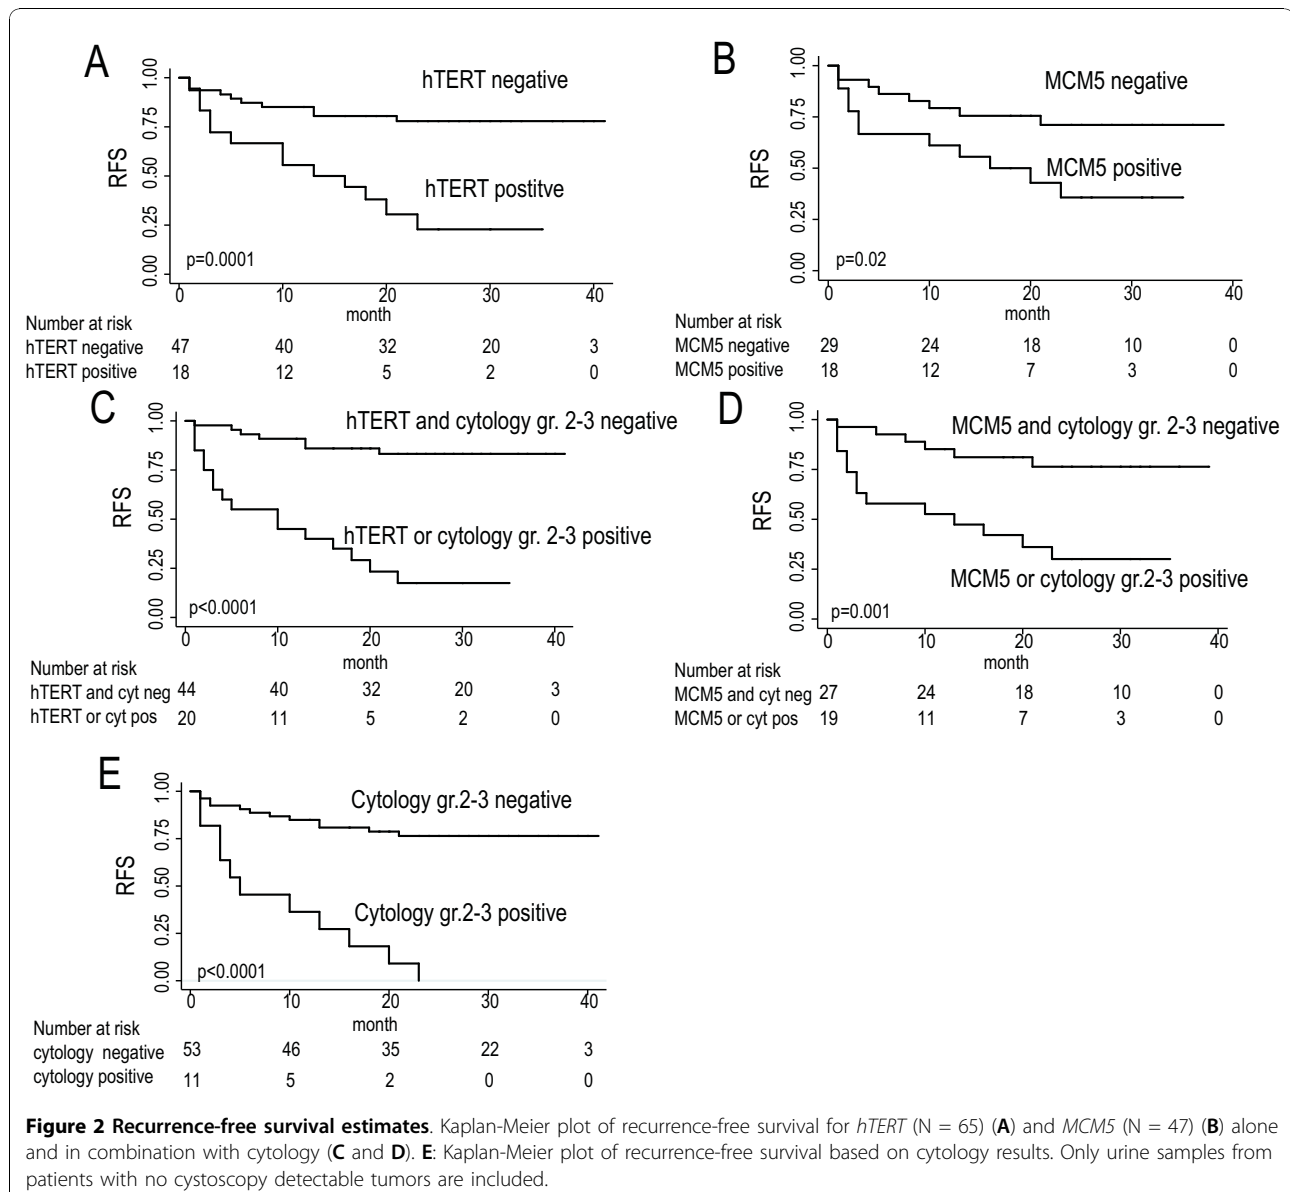 A
RFS
1.00
0.75
0.50
0.25
0.00
hTERT negative
hTERT postitve
p=0.0001
0 10 20 30 40
month
Number at risk
hTERT negative 47 40 32 20 3
hTERT positive 18 12 5 2 0
B
RFS
1.00
0.75
0.50
0.25
0.00
MCM5 negative
MCM5 positive
p=0.02
0 10 20 30 40
month
Number at risk
MCM5 negative 29 24 18 10 0
MCM5 positive 18 12 7 3 0
C
RFS
1.00
0.75
0.50
0.25
0.00
hTERT and cytology gr. 2-3 negative
hTERT or cytology gr. 2-3 positive
p<0.0001
0 10 20 30 40
month
Number at risk
hTERT and cyt neg 44 40 32 20 3
hTERT or cyt pos 20 11 5 2 0
D
RFS
1.00
0.75
0.50
0.25
0.00
MCM5 and cytology gr. 2-3 negative
MCM5 or cytology gr.2-3 positive
p=0.001
0 10 20 30 40
month
Number at risk
MCM5 and cyt neg 27 24 18 10 0
MCM5 or cyt pos 19 11 7 3 0
E
RFS
1.00
0.75
0.50
0.25
0.00
Cytology gr.2-3 negative
Cytology gr.2-3 positive
p<0.0001
0 10 20 30 40
month
Number at risk
cytology negative 53 46 35 22 3
cytology positive 11 5 2 0 0
Figure 2 Recurrence-free survival estimates. Kaplan-Meier plot of recurrence-free survival for hTERT (N = 65) (A) and MCM5 (N = 47) (B) alone
and in combination with cytology (C and D). E: Kaplan-Meier plot of recurrence-free survival based on cytology results. Only urine samples from
patients with no cystoscopy detectable tumors are included.